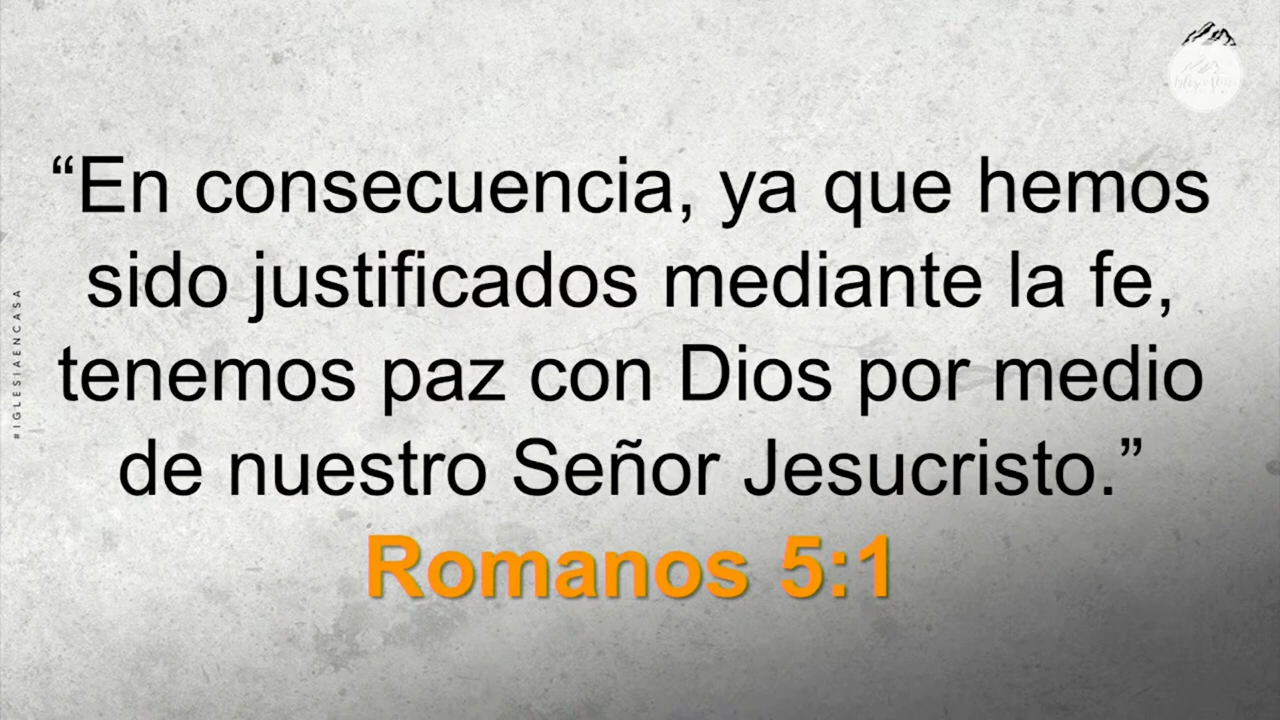 “En consecuencia, ya que hemos
sido justificados mediante la fe,
tenemos paz con Dios por medio
de nuestro Señor Jesucristo.”
Romanos 5:1
#IGLESIAENCASA